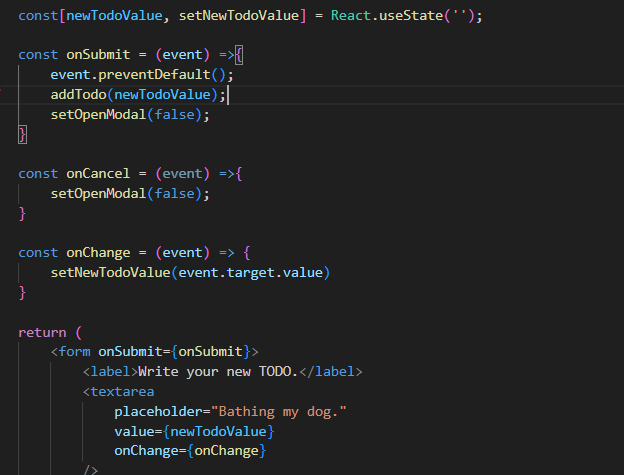 const[newTodoValue, setNewTodoValue] = React.useState('');
const onSubmit = (event) =>{
event.preventDefault();
addTodo(newTodoValue);
setOpenModal(false);
}
const onCancel = (event) =>{
setOpenModal(false);
}
const onChange = (event) => {
setNewTodoValue(event.target.value)
}
return (
<form onSubmit={onSubmit}>
<label>Write your new TODO.</label>
<textarea
placeholder="Bathing my dog."
value={newTodoValue}
onChange={onChange}
/>